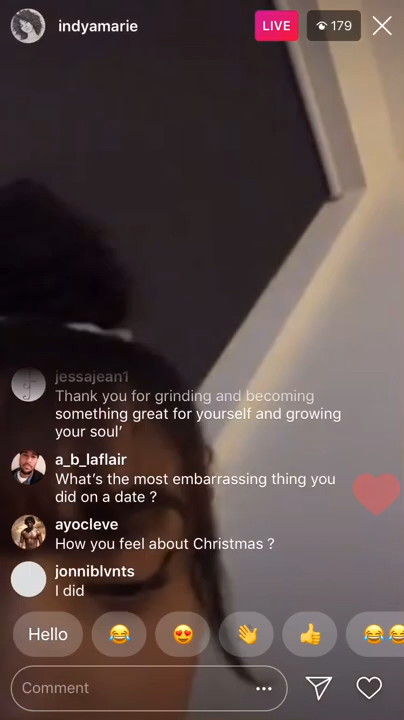 indyamarie
LIVE
179
jessajean1
Thank you for grinding and becoming
something great for yourself and growing
your soul’
a_b_laflair
What’s the most embarrassing thing you
did on a date ?
ayocleve
How you feel about Christmas ?
jonniblvnts
I did
Hello
Comment